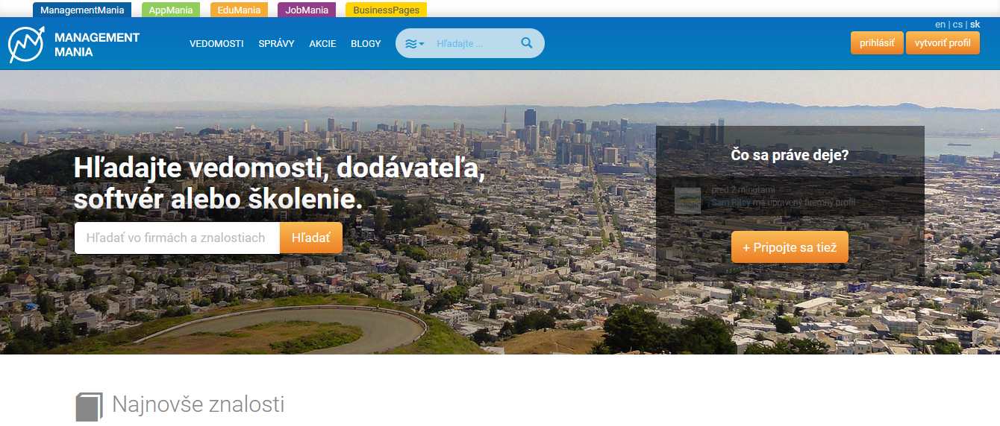 ManagementMania
AppMania
EduMania
JobMania
BusinessPages
en | cs | sk
MANAGEMENT
MANIA
VEDOMOSTI
SPRÁVY
AKCIE
BLOGY
Hľadajte ...
prihlásiť
vytvoriť profil
Hľadajte vedomosti, dodávateľa,
softvér alebo školenie.
Hľadať vo firmách a znalostiach
Hľadať
Čo sa práve deje?
pred 2 minútami
Sam Riley má upravený firemný profil
+ Pripojte sa tiež
Najnovše znalosti